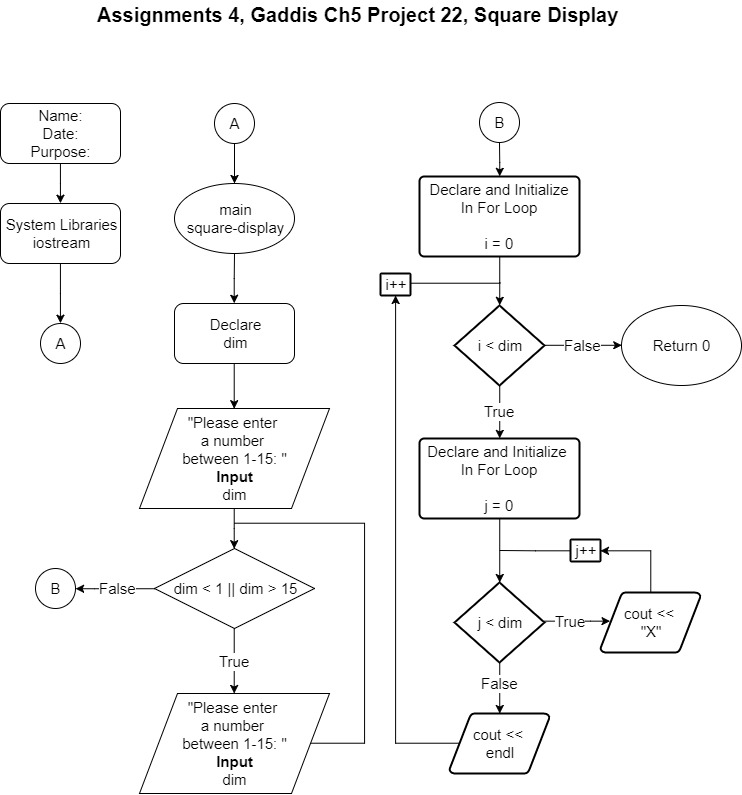 Assignments 4, Gaddis Ch5 Project 22, Square Display
Name:
Date:
Purpose:
System Libraries
iostream
A
A
main
square-display
Declare
dim
"Please enter
a number
between 1-15: "
Input
dim
dim < 1 || dim > 15
False
B
True
"Please enter
a number
between 1-15: "
Input
dim
B
Declare and Initialize
In For Loop
i = 0
i++
i < dim
False
Return 0
True
Declare and Initialize
In For Loop
j = 0
j++
j < dim
True
cout <<
"X"
False
cout <<
endl